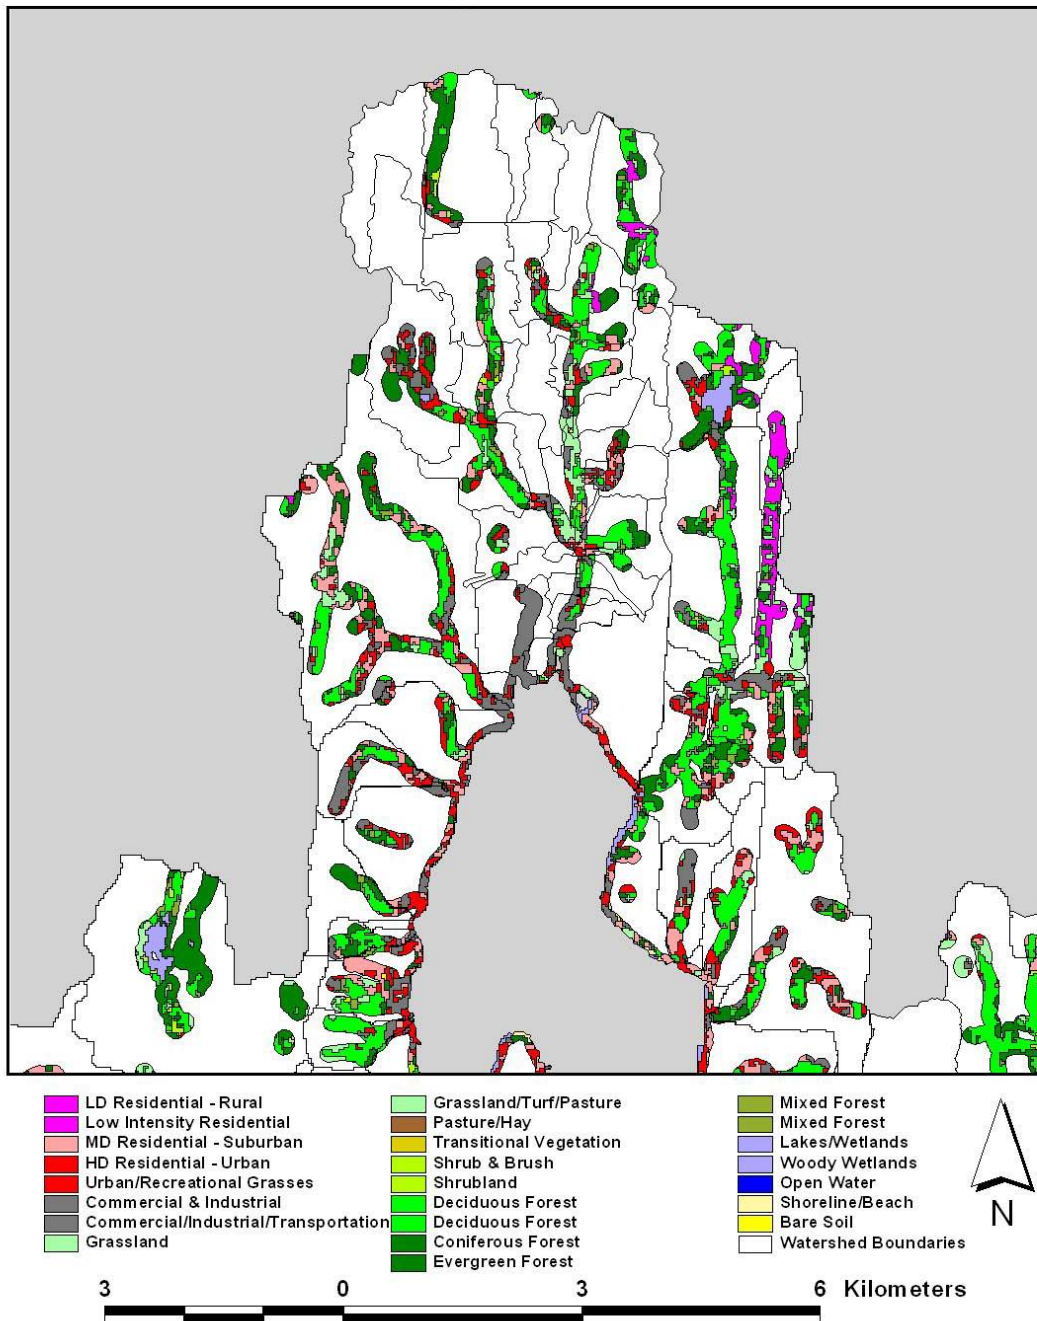 LD Residential - Rural
Low Intensity Residential
MD Residential - Suburban
HD Residential - Urban
Urban/Recreational Grasses
Commercial & Industrial
Commercial/Industrial/Transportation
Grassland
Grassland/Turf/Pasture
Pasture/Hay
Transitional Vegetation
Shrub & Brush
Shrubland
Deciduous Forest
Deciduous Forest
Coniferous Forest
Evergreen Forest
Mixed Forest
Mixed Forest
Lakes/Wetlands
Woody Wetlands
Open Water
Shoreline/Beach
Bare Soil
Watershed Boundaries
N
3 0 3 6 Kilometers